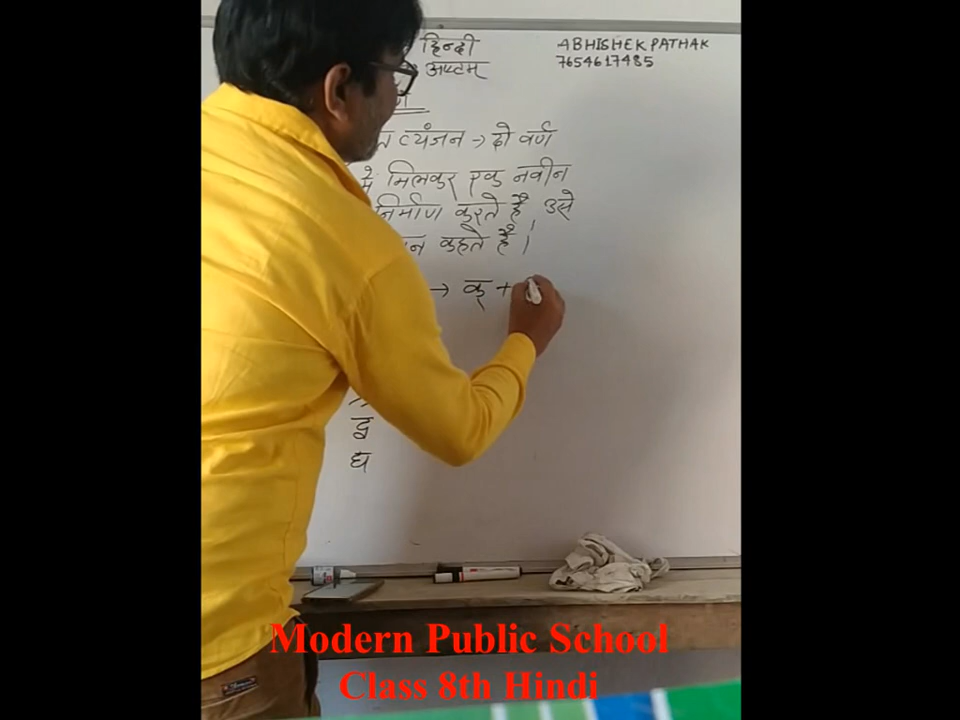 हिन्दी
अष्टम्
ABHISHEK PATHAK
7654617485
व्यंजन → दो वर्ण
मिलकर एक नवीन
निर्माण करते है, उसे
कहते है।
→ क् +
द्व
घ
Modern Public School
Class 8th Hindi